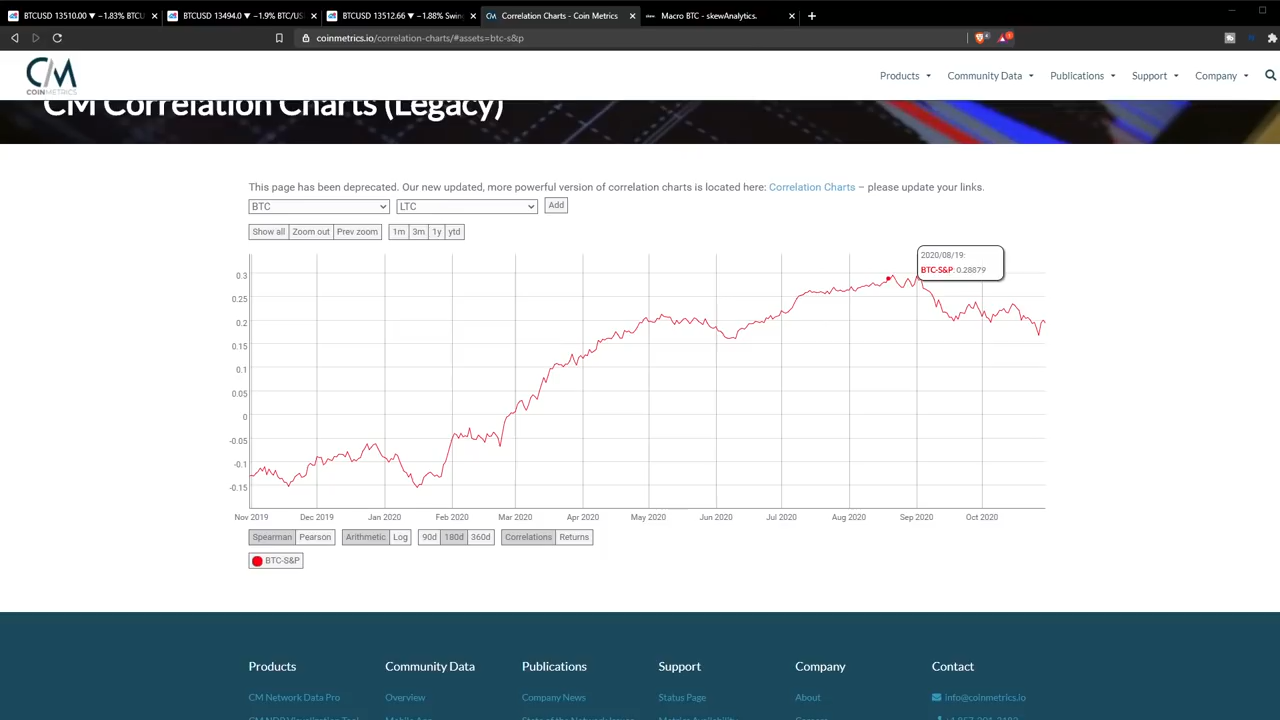 BTCUSD 13510.00 ▼ −1.83% BTCU
BTCUSD 13494.0 ▼ −1.9% BTC/US
BTCUSD 13512.66 ▼ −1.88% Swin
Correlation Charts - Coin Metrics
Macro BTC - skewAnalytics.
coinmetrics.io/correlation-charts/#assets=btc-s&p
CM
COINMETRICS
Products
Community Data
Publications
Support
Company
CM Correlation Charts (Legacy)
This page has been deprecated. Our new updated, more powerful version of correlation charts is located here: Correlation Charts – please update your links.
BTC
LTC
Add
Show all
Zoom out
Prev zoom
1m
3m
1y
ytd
2020/08/19:
BTC-S&P: 0.28879
0.3
0.25
0.2
0.15
0.1
0.05
0
-0.05
-0.1
-0.15
Nov 2019
Dec 2019
Jan 2020
Feb 2020
Mar 2020
Apr 2020
May 2020
Jun 2020
Jul 2020
Aug 2020
Sep 2020
Oct 2020
Spearman
Pearson
Arithmetic
Log
90d
180d
360d
Correlations
Returns
BTC-S&P
Products
Community Data
Publications
Support
Company
Contact
CM Network Data Pro
Overview
Company News
Status Page
About
info@coinmetrics.io